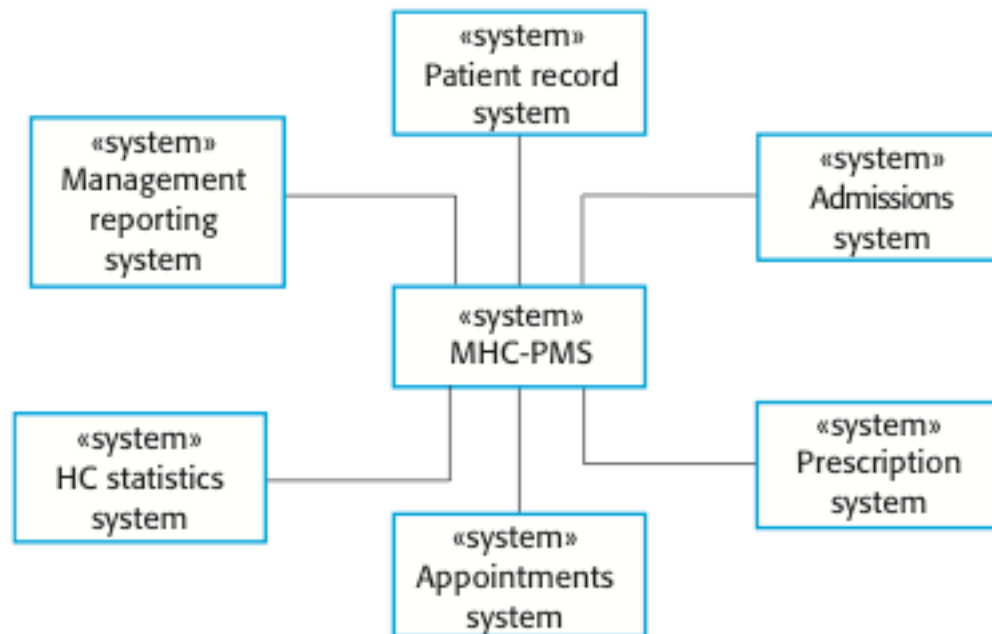 «system»
Patient record
system
«system»
Management
reporting
system
«system»
Admissions
system
«system»
MHC-PMS
«system»
HC statistics
system
«system»
Prescription
system
«system»
Appointments
system